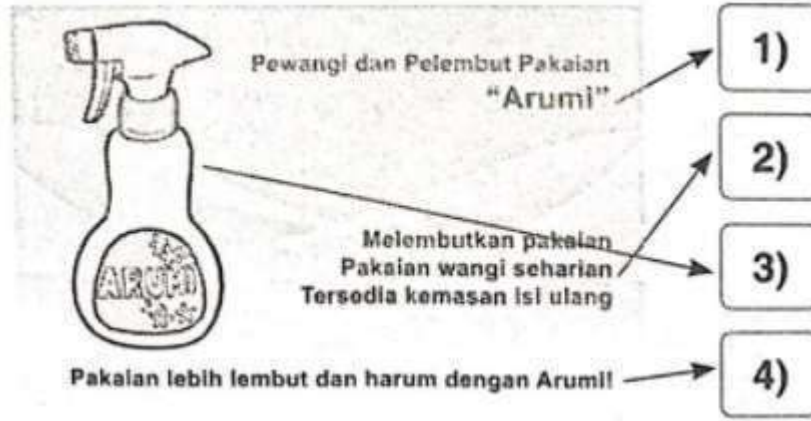 Pewangi dan Pelembut Pakaian
"Arumi"
1)
2)
Melembutkan pakaian
Pakaian wangi seharian
Tersedia kemasan isi ulang
3)
ARUMI
Pakaian lebih lembut dan harum dengan Arumi!
4)